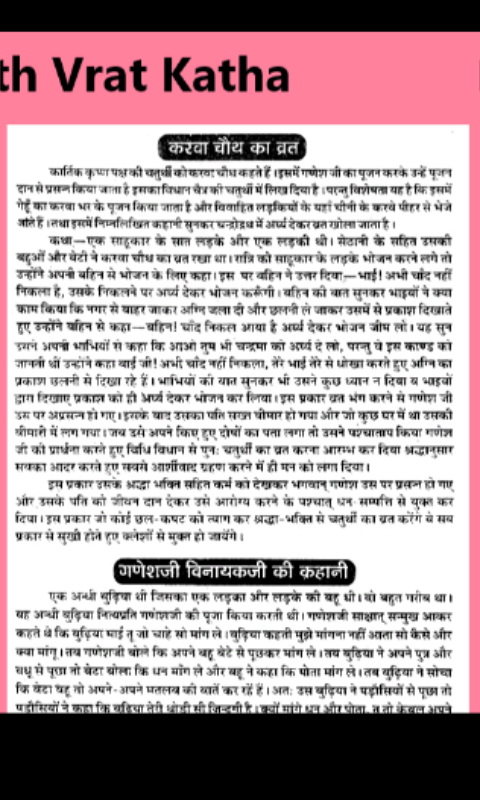 th Vrat Katha
करवा चौथ का व्रत
कार्तिक कृष्ण पक्ष की चतुर्थी को करवा चौथ कहते हैं। इसमें गणेश जी का पूजन करके उन्हें पूजन
दान से प्रसन्न किया जाता है इसका विधान चैत्र की चतुर्थी में लिख दिया है। परन्तु विशेषता यह है कि इसमें
गेहूँ का करवा भर के पूजन किया जाता है और विवाहित लड़कियों के यहां चीनी के करवे पीहर से भेजे
जाते हैं। तथा इसमें निम्नलिखित कहानी सुनकर चन्द्रोदय में अर्घ्य देकर व्रत खोला जाता है।
कथा—एक साहूकार के सात लड़के और एक लड़की थी। सेठानी के सहित उसकी
बहुओं और बेटी ने करवा चौथ का व्रत रखा था। रात्रि को साहूकार के लड़के भोजन करने लगे तो
उन्होंने अपनी बहिन से भोजन के लिए कहा। इस पर बहिन ने उत्तर दिया—भाई! अभी चांद नहीं
निकला है, उसके निकलने पर अर्घ्य देकर भोजन करूँगी। बहिन की बात सुनकर भाइयों ने क्या
काम किया कि नगर से बाहर जाकर अग्नि जला दी और छलनी ले जाकर उसमें से प्रकाश दिखाते
हुए उन्होंने बहिन से कहा—बहिन! चाँद निकल आया है अर्घ्य देकर भोजन जीम लो। यह सुन
उसने अपनी भाभियों से कहा कि आओ तुम भी चन्द्रमा को अर्घ्य दे लो, परन्तु वे इस काण्ड को
जानती थीं उन्होंने कहा बाई जी! अभी चाँद नहीं निकला, तेरे भाई तेरे से धोखा करते हुए अग्नि का
प्रकाश छलनी से दिखा रहे हैं। भाभियों की बात सुनकर भी उसने कुछ ध्यान न दिया व भाइयों
द्वारा दिखाए प्रकाश को ही अर्घ्य देकर भोजन कर लिया। इस प्रकार व्रत भंग करने से गणेश जी
उस पर अप्रसन्न हो गए। इसके बाद उसका पति सख्त बीमार हो गया और जो कुछ घर में था उसकी
बीमारी में लग गया। जब उसे अपने किए हुए दोषों का पता लगा तो उसने पश्चाताप किया गणेश
जी की प्रार्थना करते हुए विधि विधान से पुनः चतुर्थी का व्रत करना आरम्भ कर दिया श्रद्धानुसार
सबका आदर करते हुए सबसे आर्शीवाद ग्रहण करने में ही मन को लगा दिया।
इस प्रकार उसके श्रद्धा भक्ति सहित कर्म को देखकर भगवान् गणेश उस पर प्रसन्न हो गए
और उसके पति को जीवन दान देकर उसे आरोग्य करने के पश्चात् धन-सम्पत्ति से युक्त कर
दिया। इस प्रकार जो कोई छल-कपट को त्याग कर श्रद्धा-भक्ति से चतुर्थी का व्रत करेंगे वे सब
प्रकार से सुखी होते हुए क्लेशों से मुक्त हो जायेंगे।
गणेशजी विनायकजी की कहानी
एक अन्धी बुढ़िया थी जिसका एक लड़का और लड़के की बहू थी। वो बहुत गरीब था।
वह अन्धी बुढ़िया नित्यप्रति गणेशजी की पूजा किया करती थी। गणेशजी साक्षात् सन्मुख आकर
कहते थे कि बुढ़िया माई तू जो चाहे सो मांग ले। बुढ़िया कहती मुझे मांगना नहीं आता सो कैसे और
क्या मांगू। तब गणेशजी बोले कि अपने बहू बेटे से पूछकर मांग ले। तब बुढ़िया ने अपने पुत्र और
वधू से पूछा तो बेटा बोला कि धन मांग ले और बहू ने कहा कि पोता मांग ले। तब बुढ़िया ने सोचा
कि बेटा बहू तो अपने-अपने मतलब की बातें कर रहें हैं। अतः उस बुढ़िया ने पड़ौसियों से पूछा तो
पड़ौसियों ने कहा कि बुढ़िया तेरी थोड़ी सी जिन्दगी है। क्यों मांगे धन और पोता, तू तो केवल अपने